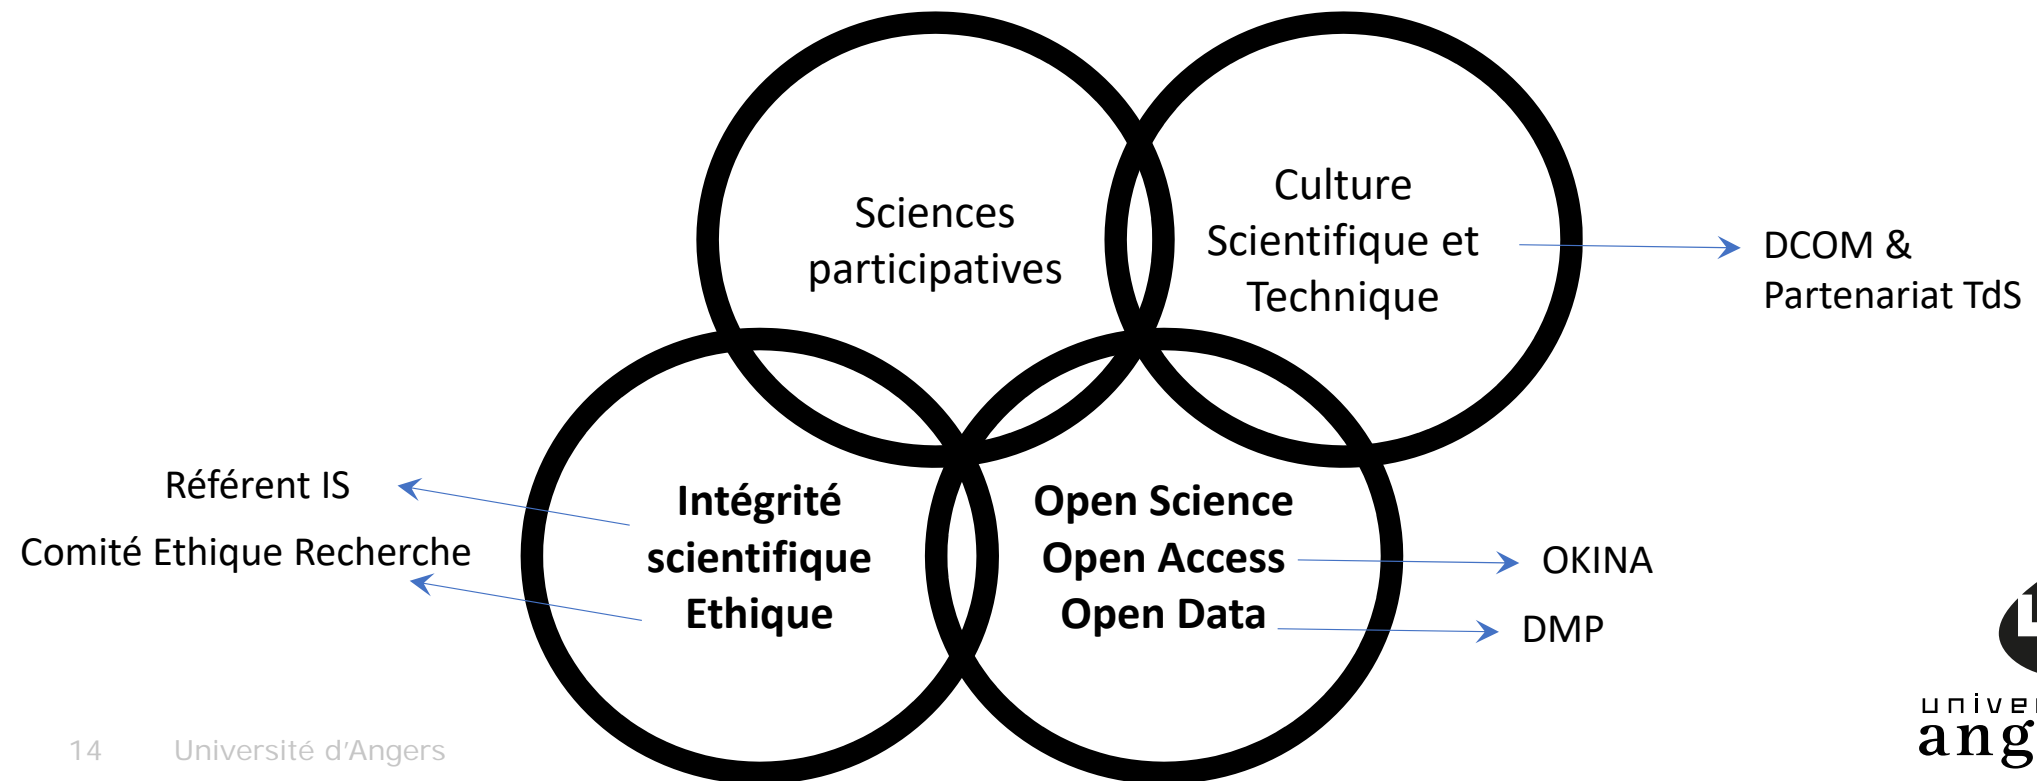 Sciences
participatives
Culture
Scientifique et
Technique
DCOM &
Partenariat TdS
Référent IS
Comité Ethique Recherche
Intégrité
scientifique
Ethique
Open Science
Open Access
Open Data
OKINA
DMP
14 Université d'Angers
univer
ang